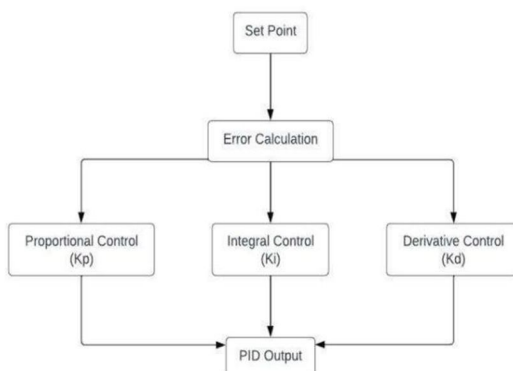 Set Point
Error Calculation
Proportional Control
(Kp)
Integral Control
(Ki)
Derivative Control
(Kd)
PID Output